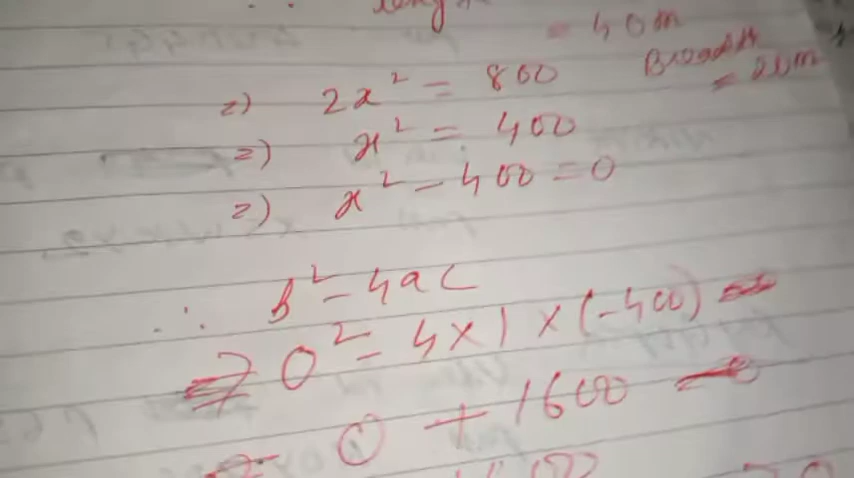 = 40m
Breadth
= 20m
=) 2x² = 800
=) x² = 400
=) x² - 400 = 0
∴ b² - 4ac
=> 0² - 4 x 1 x (-400)
0 + 1600